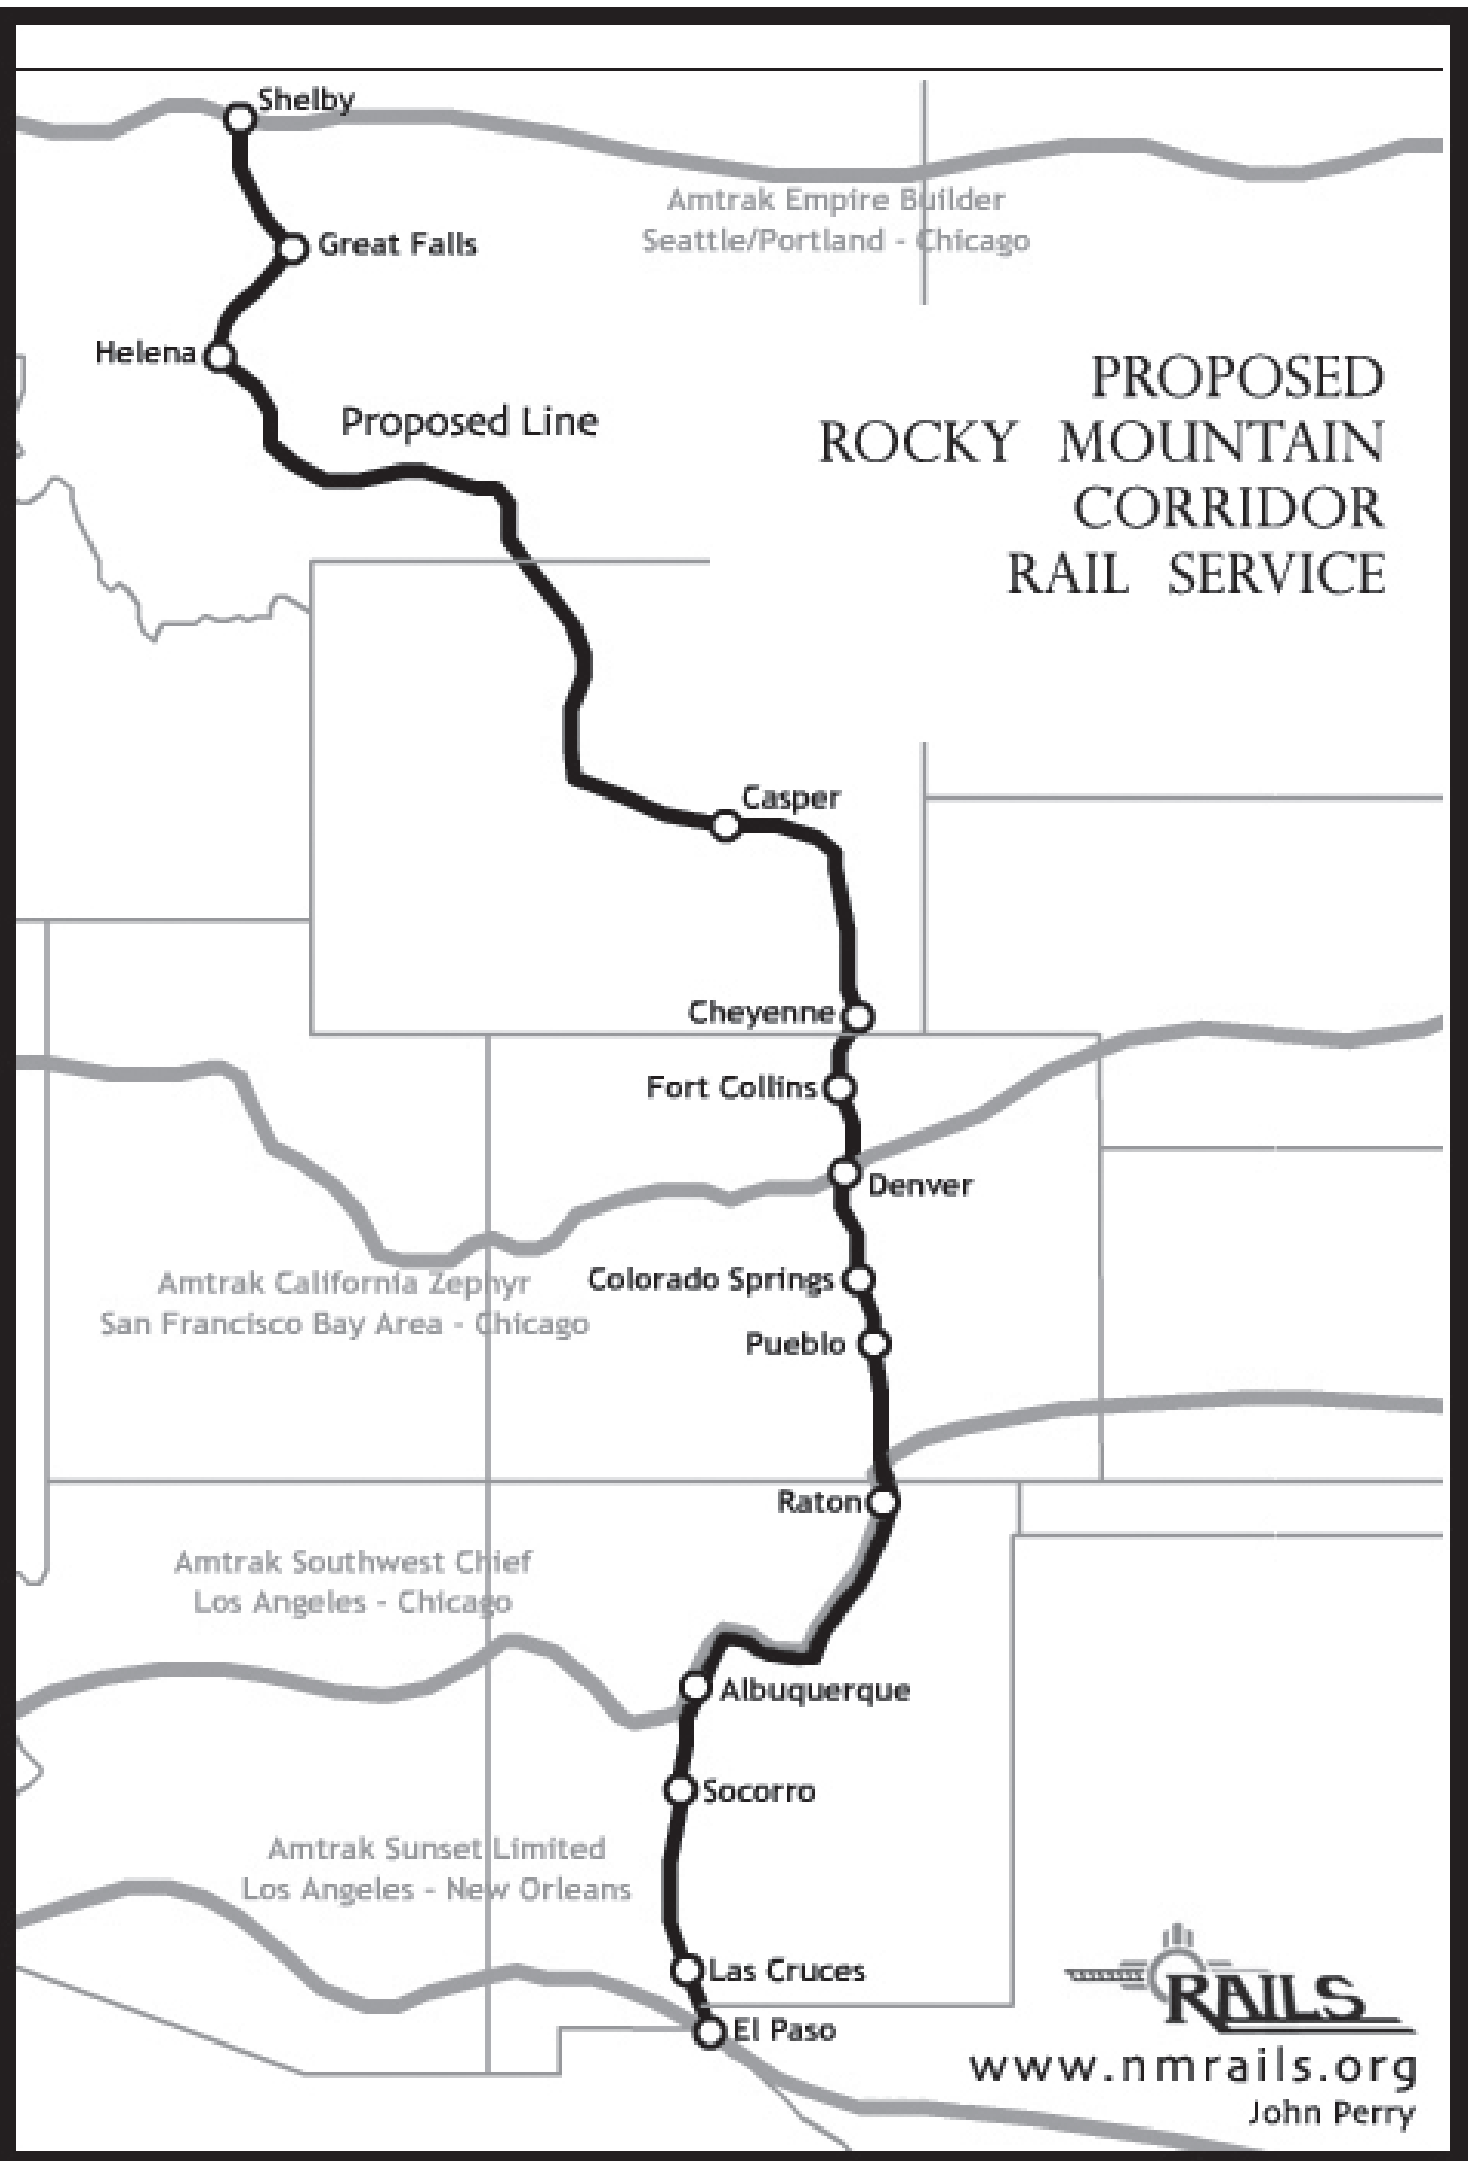 Shelby
Amtrak Empire Builder
Seattle/Portland - Chicago
Great Falls
Helena
PROPOSED
ROCKY MOUNTAIN
CORRIDOR
RAIL SERVICE
Proposed Line
Casper
Cheyenne
Fort Collins
Denver
Amtrak California Zephyr
San Francisco Bay Area - Chicago
Colorado Springs
Pueblo
Raton
Amtrak Southwest Chief
Los Angeles - Chicago
Albuquerque
Socorro
Amtrak Sunset Limited
Los Angeles - New Orleans
Las Cruces
El Paso
RAILS
www.nmrails.org
John Perry